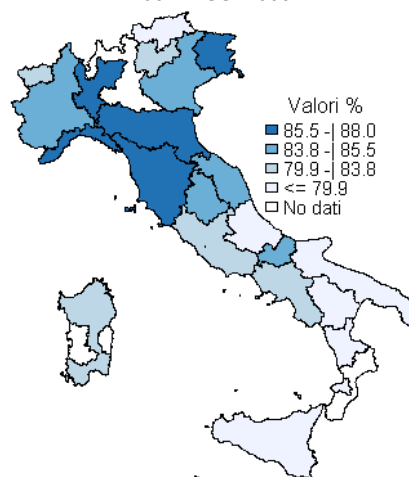 Valori %
85.5 -| 88.0
83.8 -| 85.5
79.9 -| 83.8
<= 79.9
No dati